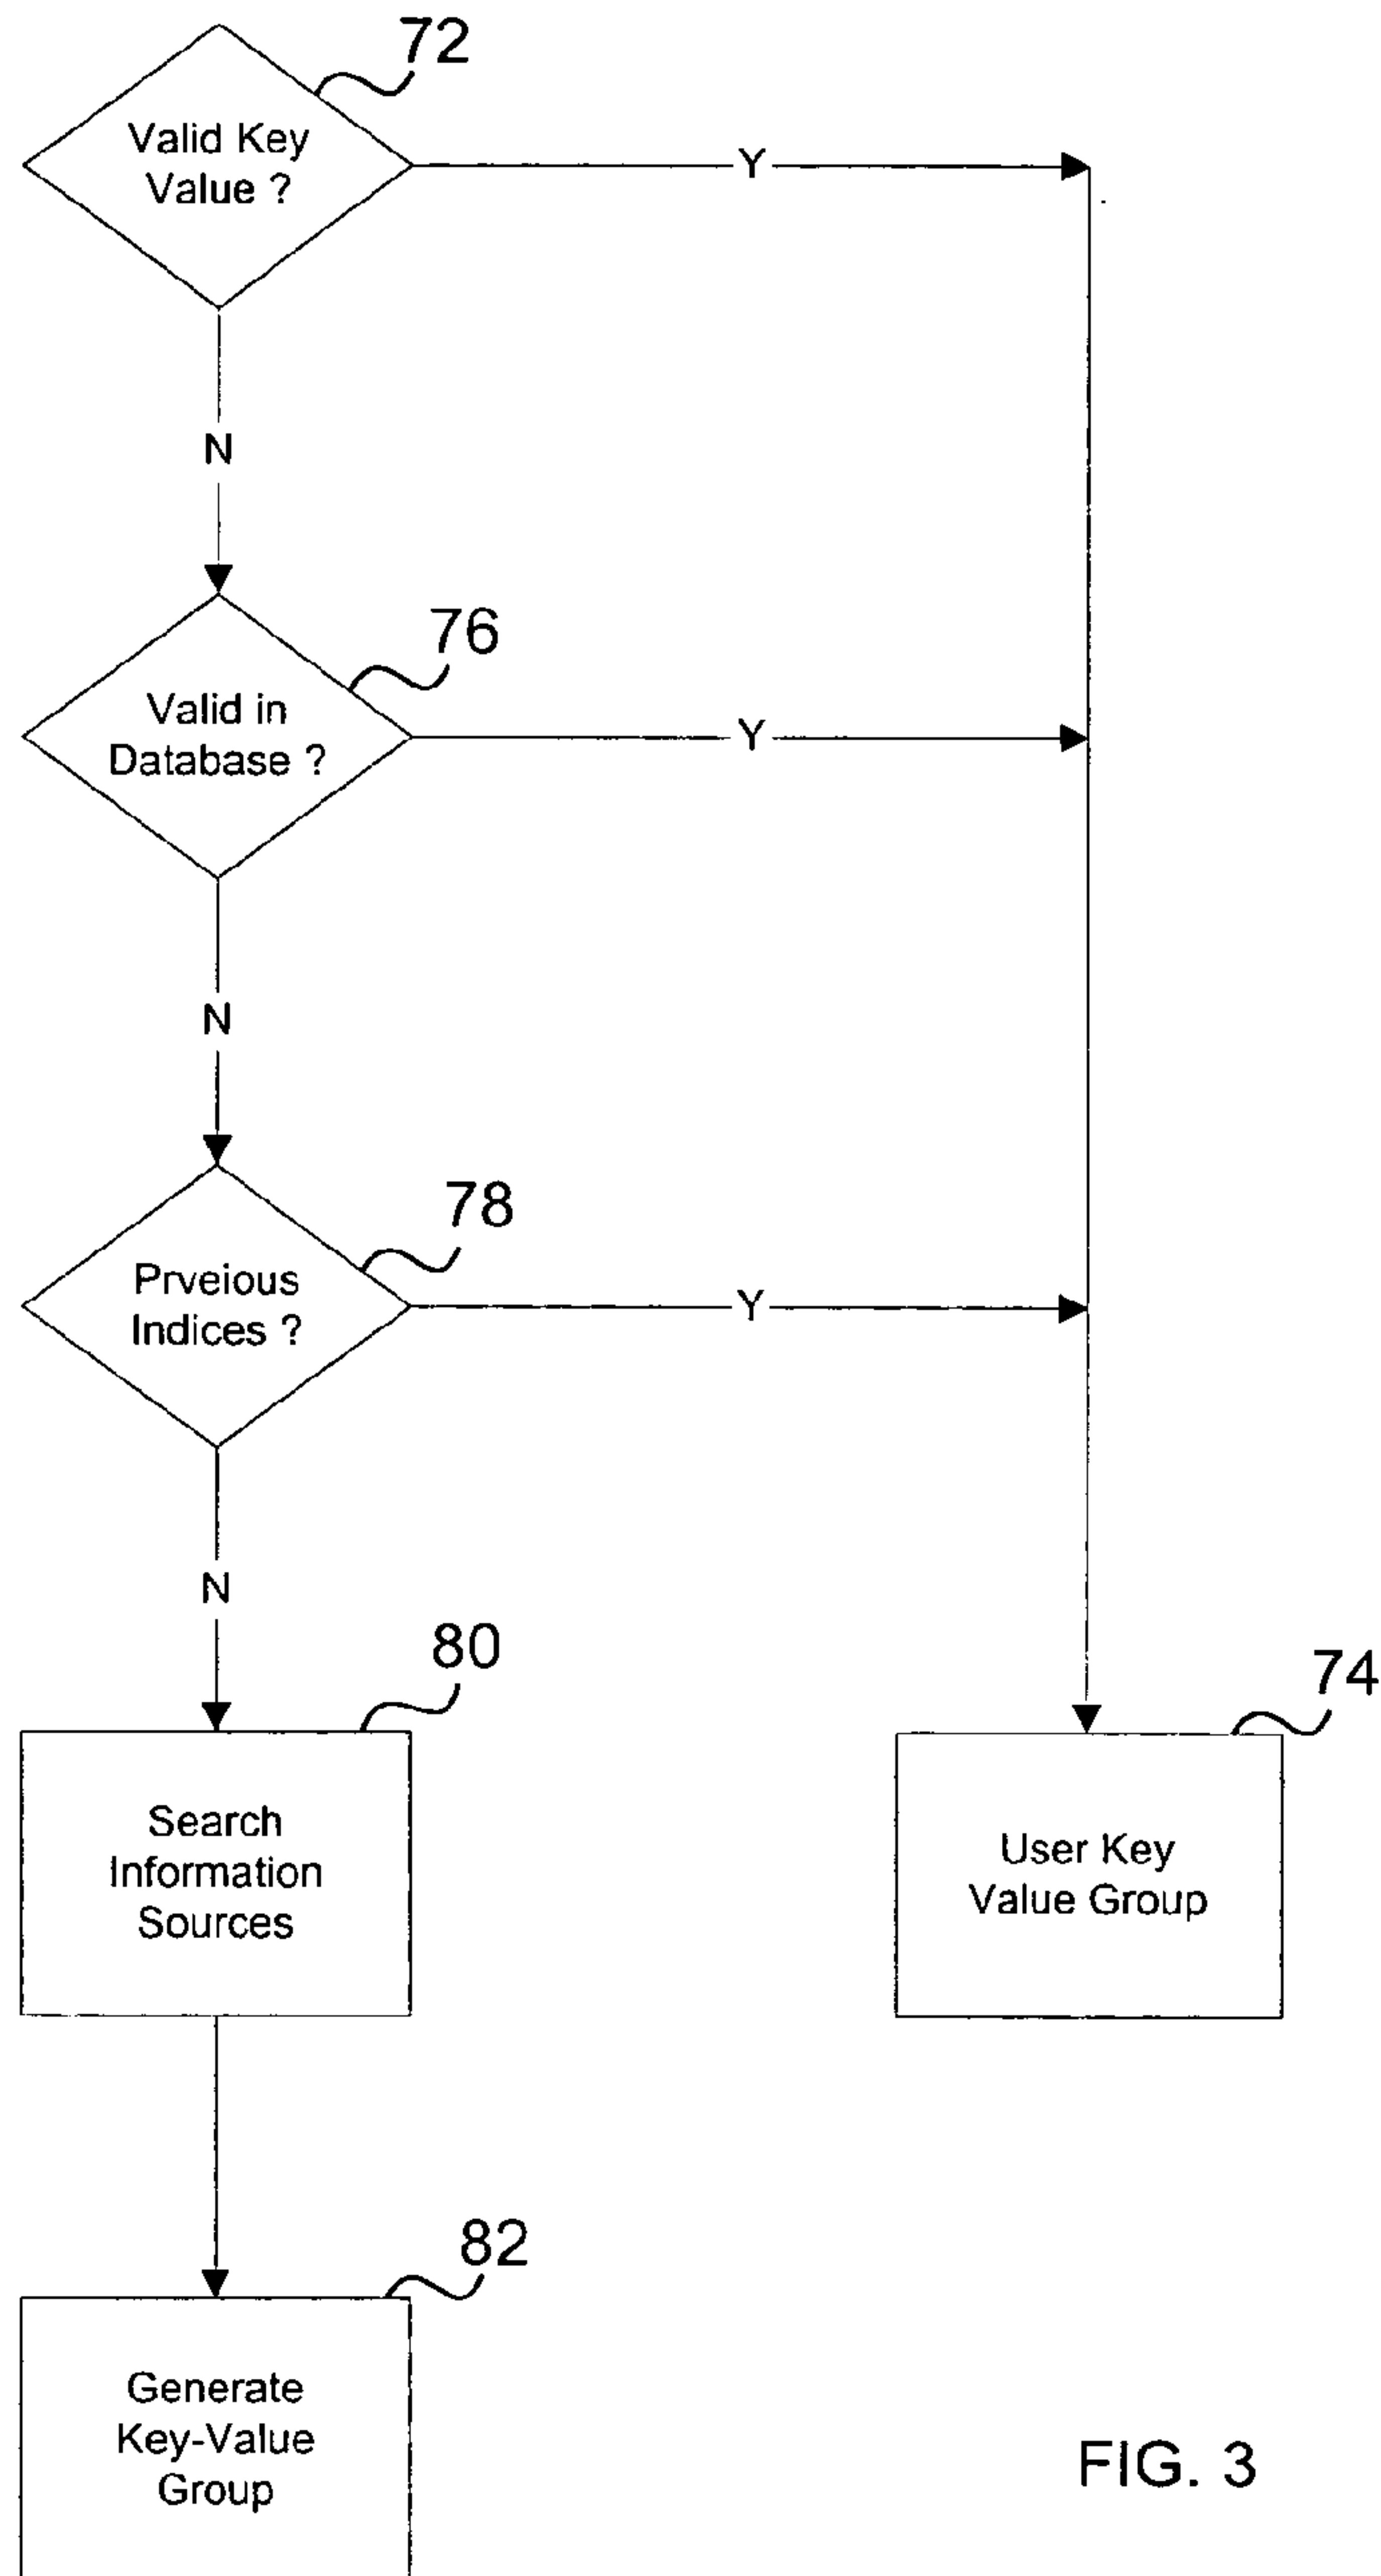 72
Valid Key
Value ?
Y
N
76
Valid in
Database ?
Y
N
78
Prveious
Indices ?
Y
N
80
Search
Information
Sources
74
User Key
Value Group
82
Generate
Key-Value
Group
FIG. 3